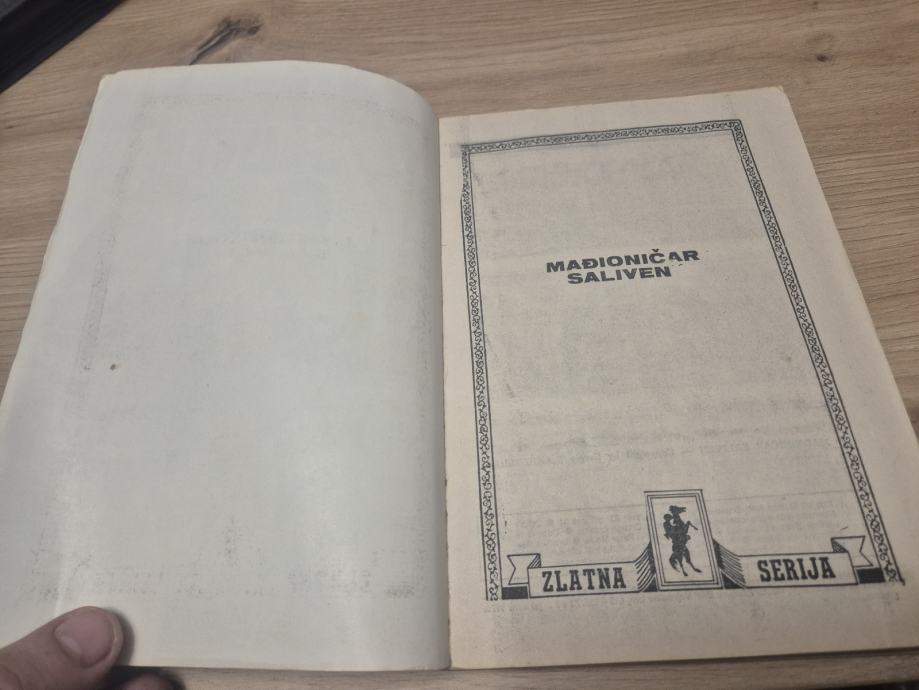 MAĐIONIČAR
SALIVEN
ZLATNA SERIJA